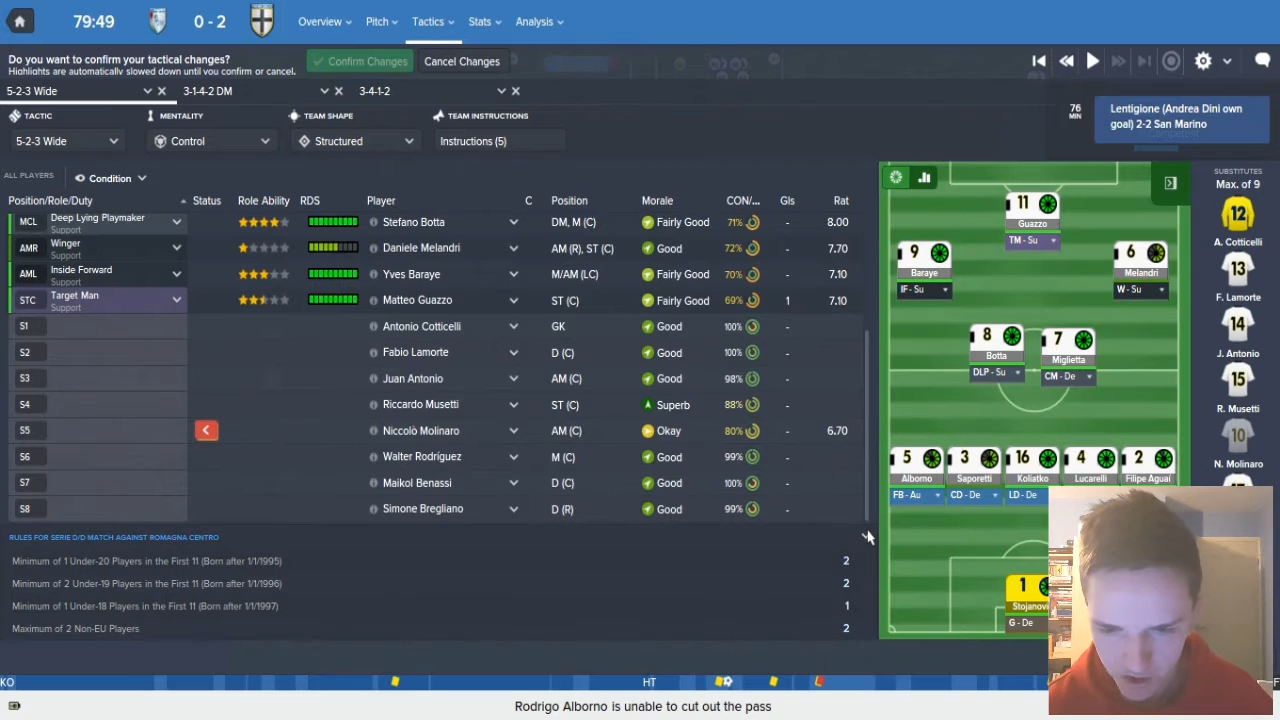 79:49
0 - 2
Overview
Pitch
Tactics
Stats
Analysis
Do you want to confirm your tactical changes?
Highlights are automatically slowed down until you confirm or cancel.
Confirm Changes
Cancel Changes
5-2-3 Wide
3-1-4-2 DM
3-4-1-2
76 MIN
Lentigione (Andrea Dini own goal) 2-2 San Marino
TACTIC
MENTALITY
TEAM SHAPE
TEAM INSTRUCTIONS
5-2-3 Wide
Control
Structured
Instructions (5)
ALL PLAYERS
Condition
Position/Role/Duty Status Role Ability RDS Player C Position Morale CON/... Gls Rat
MCL Deep Lying Playmaker Support Stefano Botta DM, M (C) Fairly Good 71% - 8.00
AMR Winger Support Daniele Melandri AM (R), ST (C) Good 72% - 7.70
AML Inside Forward Support Yves Baraye M/AM (LC) Fairly Good 70% - 7.10
STC Target Man Support Matteo Guazzo ST (C) Fairly Good 69% 1 7.10
S1 Antonio Cotticelli GK Good 100% -
S2 Fabio Lamorte D (C) Good 100% -
S3 Juan Antonio AM (C) Good 98% -
S4 Riccardo Musetti ST (C) Superb 88% -
S5 Niccolò Molinaro AM (C) Okay 80% - 6.70
S6 Walter Rodríguez M (C) Good 99% -
S7 Maikol Benassi D (C) Good 100% -
S8 Simone Bregliano D (R) Good 99% -
RULES FOR SERIE D/D MATCH AGAINST ROMAGNA CENTRO
Minimum of 1 Under-20 Players in the First 11 (Born after 1/1/1995) 2
Minimum of 2 Under-19 Players in the First 11 (Born after 1/1/1996) 2
Minimum of 1 Under-18 Players in the First 11 (Born after 1/1/1997) 1
Maximum of 2 Non-EU Players 2
11
Guazzo
TM - Su
9
Baraye
IF - Su
6
Melandri
W - Su
8
Botta
DLP - Su
7
Miglietta
CM - De
5
Alborno
FB - Au
3
Saporetti
CD - De
16
Koliatko
LD - De
4
Lucarelli
2
Filipe Aguai
1
G - De
SUBSTITUTES
Max. of 9
12
A. Cotticelli
13
F. Lamorte
14
J. Antonio
15
R. Musetti
10
N. Molinaro
KO
HT
F
Rodrigo Alborno is unable to cut out the pass